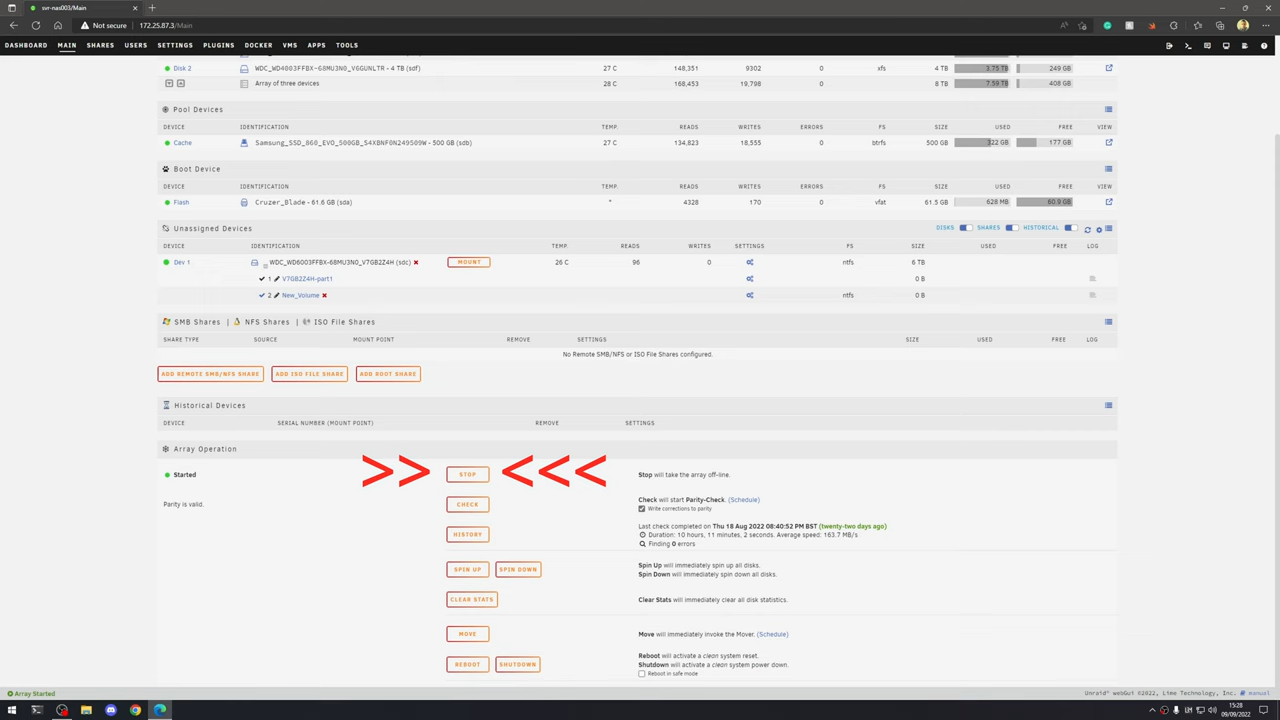 svr-nas003/Main
Not secure | 172.25.87.3/Main
DASHBOARD MAIN SHARES USERS SETTINGS PLUGINS DOCKER VMS APPS TOOLS
Disk 2 WDC_WD4003FFBX-68MU3N0_VGGUNLTR - 4 TB (sdf) 27 C 148,351 9302 xfs 4 TB 3.75 TB 249 GB
Array of three devices 28 C 168,453 19,798 0 8 TB 7.59 TB 408 GB
Pool Devices
DEVICE IDENTIFICATION TEMP. READS WRITES ERRORS FS SIZE USED FREE VIEW
Cache Samsung_SSD_860_EVO_500GB_S4XBNF0N249509W - 500 GB (sdb) 27 C 134,823 18,555 0 btrfs 500 GB 322 GB 177 GB
Boot Device
DEVICE IDENTIFICATION TEMP. READS WRITES ERRORS FS SIZE USED FREE VIEW
Flash Cruzer_Blade - 61.6 GB (sda) * 4328 170 0 vfat 61.5 GB 628 MB 60.9 GB
Unassigned Devices DISKS SHARES HISTORICAL
DEVICE IDENTIFICATION TEMP. READS WRITES SETTINGS FS SIZE USED FREE LOG
Dev 1 WDC_WD6003FFBX-68MU3N0_V7GB2Z4H (sdc) MOUNT 26 C 96 0 ntfs 6 TB
1 V7GB2Z4H-part1 0 B
2 New_Volume ntfs 0 B
SMB Shares | NFS Shares | ISO File Shares
SHARE TYPE SOURCE MOUNT POINT REMOVE SETTINGS SIZE USED FREE LOG
No Remote SMB/NFS or ISO File Shares configured.
ADD REMOTE SMB/NFS SHARE ADD ISO FILE SHARE ADD ROOT SHARE
Historical Devices
DEVICE SERIAL NUMBER (MOUNT POINT) REMOVE SETTINGS
Array Operation
Started >> STOP <<< Stop will take the array off-line.
Parity is valid. CHECK Check will start Parity-Check. (Schedule)
Write corrections to parity
HISTORY Last check completed on Thu 18 Aug 2022 08:40:52 PM BST (twenty-two days ago)
Duration: 10 hours, 11 minutes, 2 seconds. Average speed: 163.7 MB/s
Finding 0 errors
SPIN UP SPIN DOWN Spin Up will immediately spin up all disks.
Spin Down will immediately spin down all disks.
CLEAR STATS Clear Stats will immediately clear all disk statistics.
MOVE Move will immediately invoke the Mover. (Schedule)
REBOOT SHUTDOWN Reboot will activate a clean system reset.
Shutdown will activate a clean system power down.
Reboot in safe mode
Array Started Unraid® webGui ©2022, Lime Technology, Inc. manual
15:28
09/09/2022